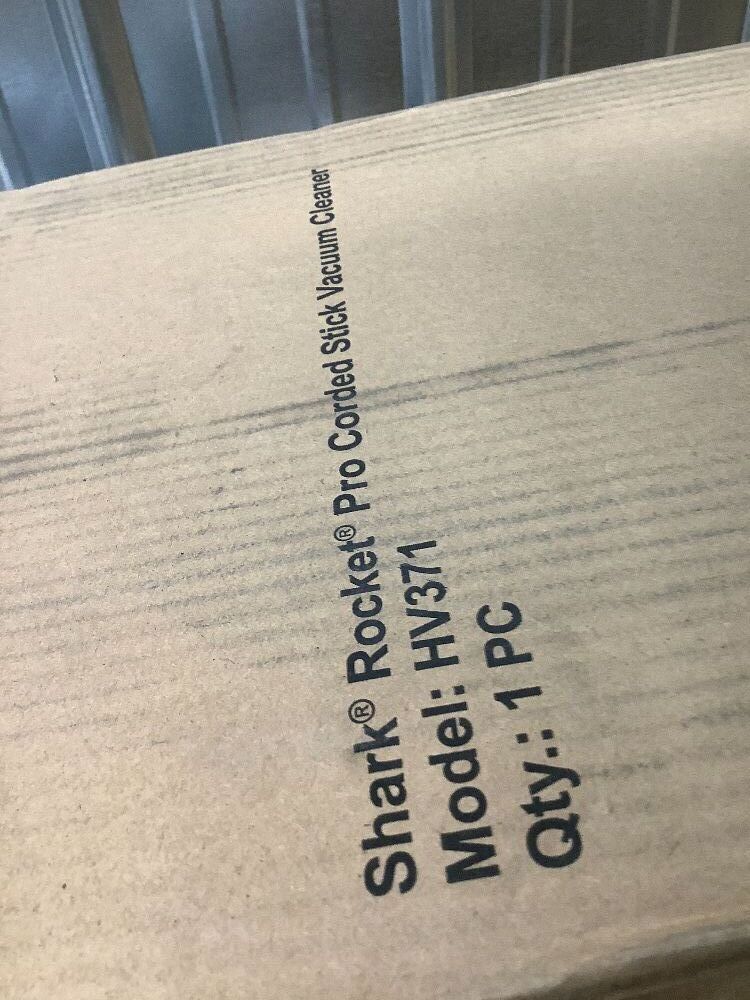 Shark® Rocket® Pro Corded Stick Vacuum Cleaner
Model: HV371
Qty.: 1 PC